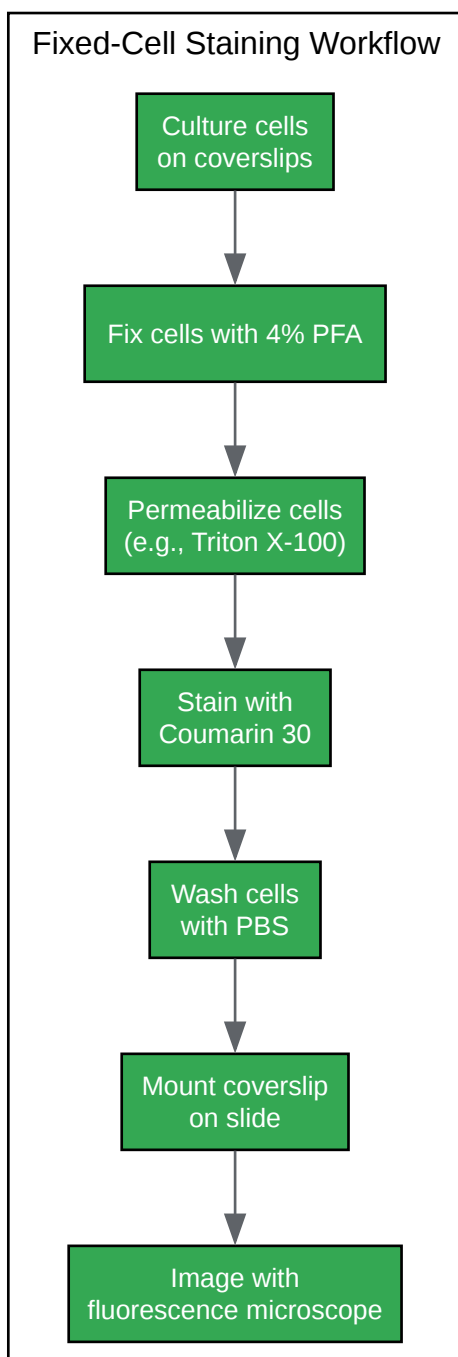 Fixed-Cell Staining Workflow
Culture cells
on coverslips
Fix cells with 4% PFA
Permeabilize cells
(e.g., Triton X-100)
Stain with
Coumarin 30
Wash cells
with PBS
Mount coverslip
on slide
Image with
fluorescence microscope